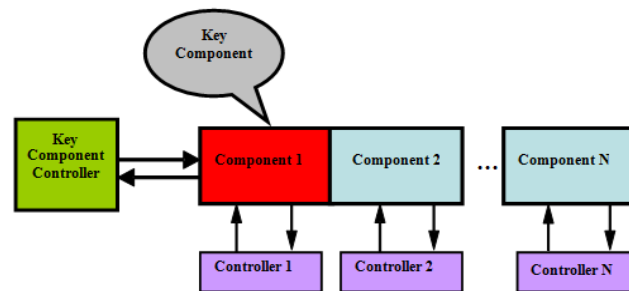 Key
Component
Key
Component
Controller
Component 1
Component 2
...
Component N
Controller 1
Controller 2
Controller N